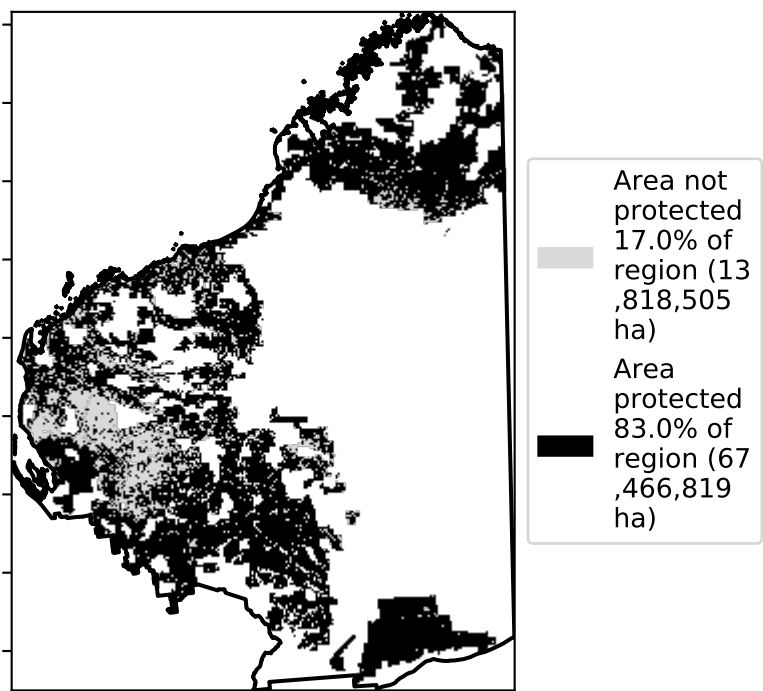 Area not
protected
17.0% of
region (13
,818,505
ha)
Area
protected
83.0% of
region (67
,466,819
ha)